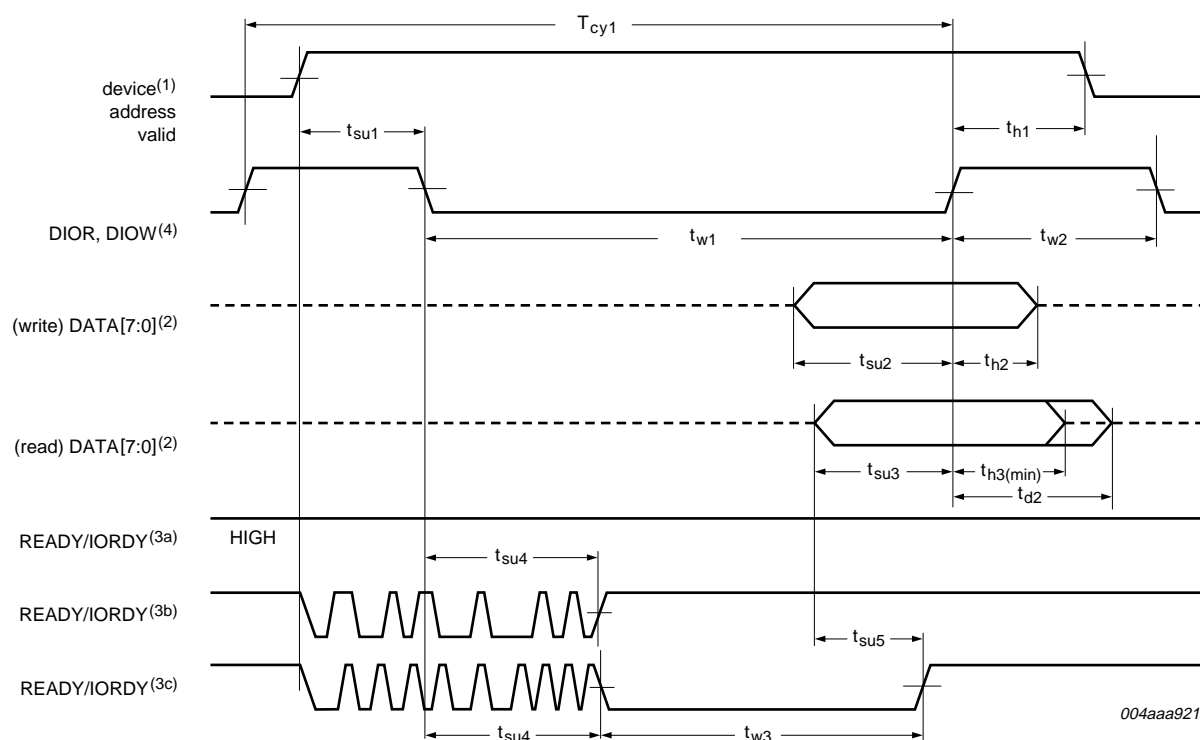 Tcy1
device(1)
address
valid
tsu1
th1
DIOR, DIOW(4)
tw1
tw2
(write) DATA[7:0](2)
tsu2
th2
(read) DATA[7:0](2)
tsu3
th3(min)
td2
READY/IORDY(3a)
HIGH
tsu4
READY/IORDY(3b)
tsu5
READY/IORDY(3c)
004aaa921
tsu4
tw3